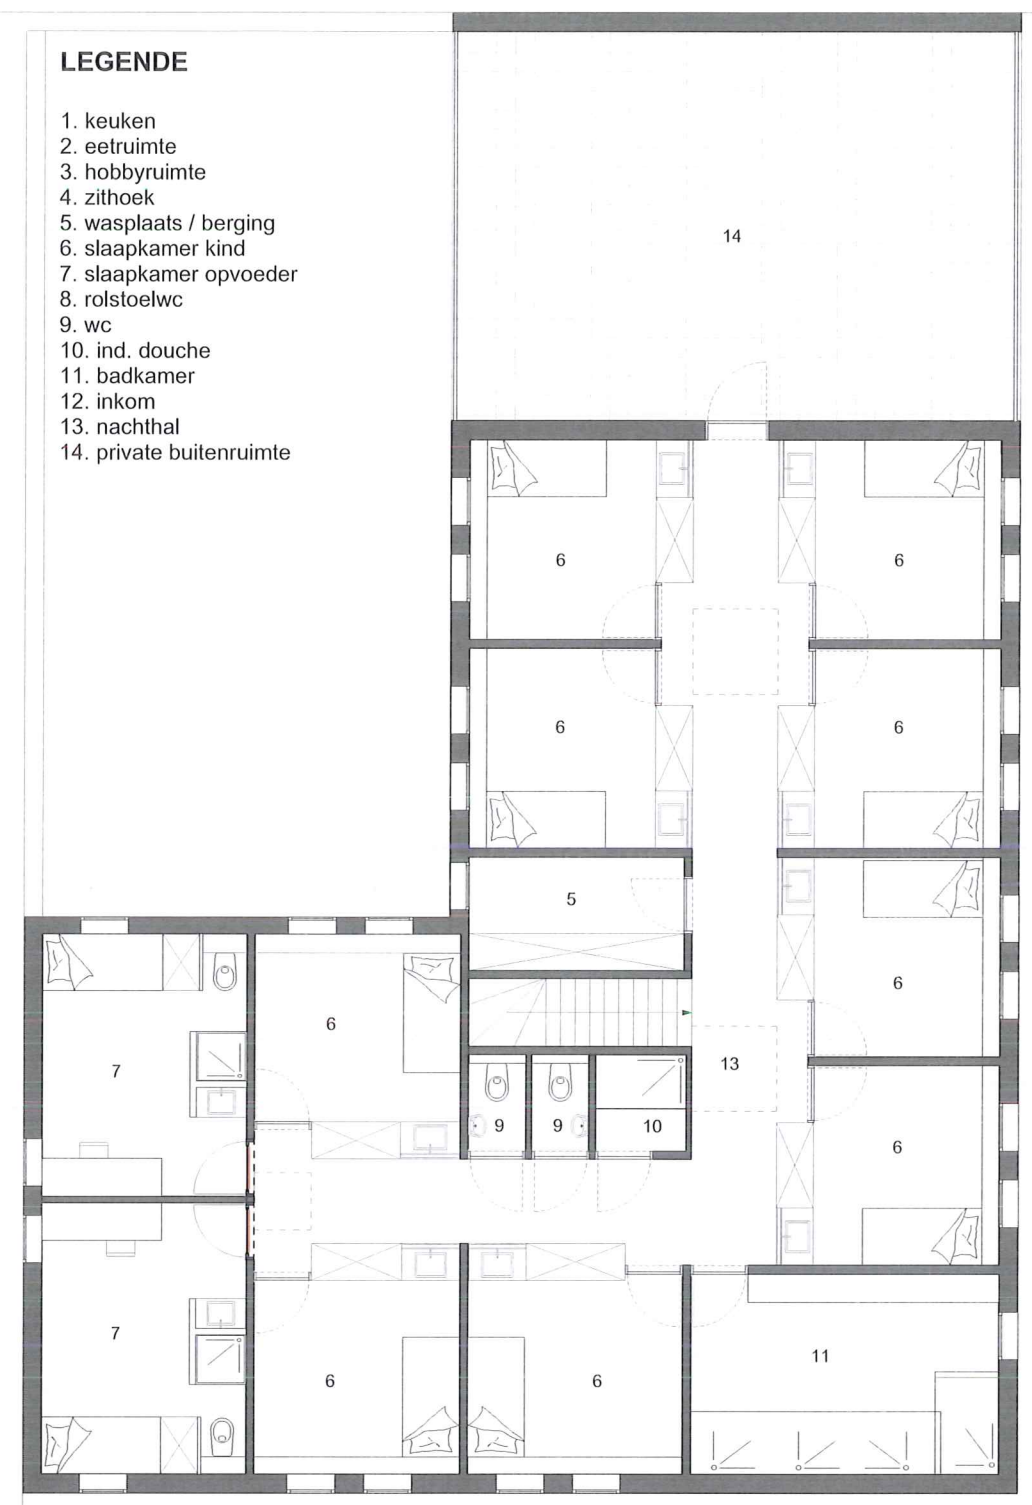 LEGENDE
1. keuken
2. eetruimte
3. hobbyruimte
4. zithoek
5. wasplaats / berging
6. slaapkamer kind
7. slaapkamer opvoeder
8. rolstoelwc
9. wc
10. ind. douche
11. badkamer
12. inkom
13. nachthal
14. private buitenruimte
14
6 6
6 6
5
6
6
7
13
9 9 10
6
7
6 6
11